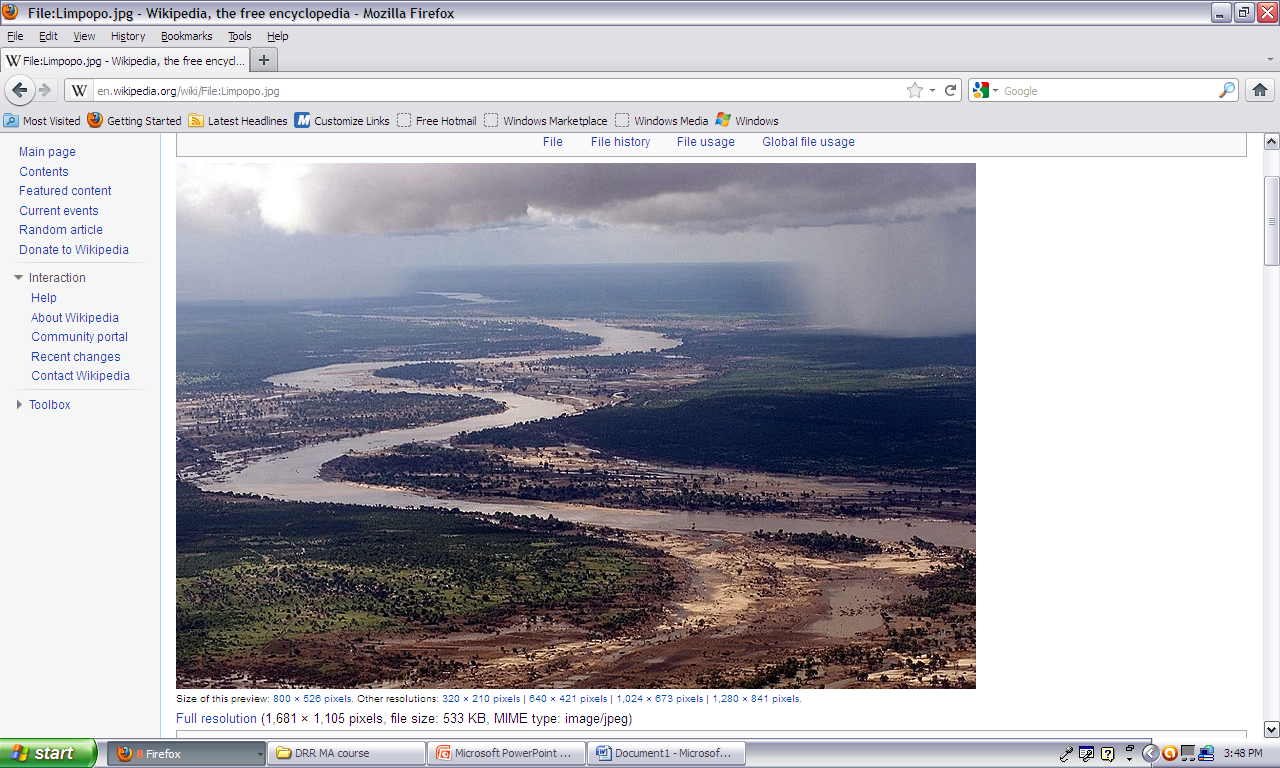 File:Limpopo.jpg - Wikipedia, the free encyclopedia - Mozilla Firefox
File Edit View History Bookmarks Tools Help
W File:Limpopo.jpg - Wikipedia, the free encycl... +
W en.wikipedia.org/wiki/File:Limpopo.jpg Google
Most Visited Getting Started Latest Headlines Customize Links Free Hotmail Windows Marketplace Windows Media Windows
File File history File usage Global file usage
Main page
Contents
Featured content
Current events
Random article
Donate to Wikipedia
Interaction
Help
About Wikipedia
Community portal
Recent changes
Contact Wikipedia
Toolbox
Size of this preview: 800 × 526 pixels. Other resolutions: 320 × 210 pixels | 640 × 421 pixels | 1,024 × 673 pixels | 1,280 × 841 pixels.
Full resolution (1,681 × 1,105 pixels, file size: 533 KB, MIME type: image/jpeg)
start 8 Firefox DRR MA course Microsoft PowerPoint ... Document1 - Microsof... 3:48 PM